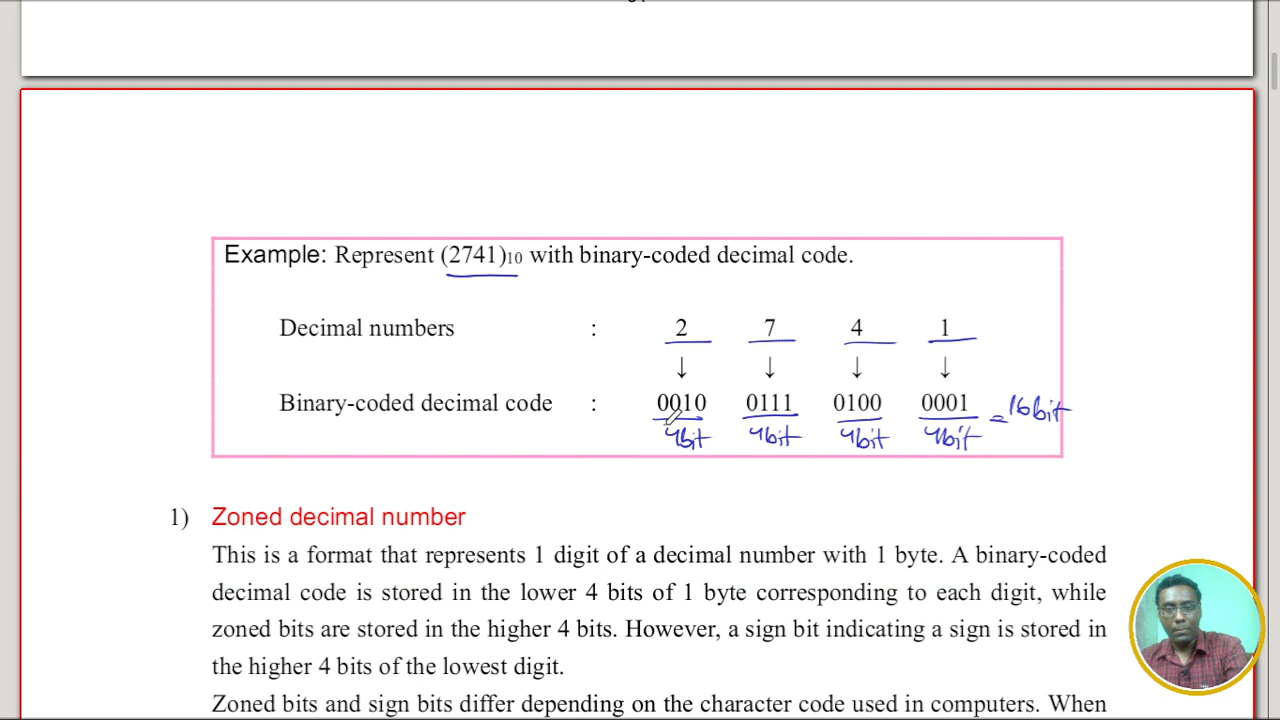 Example: Represent (2741)10 with binary-coded decimal code.
Decimal numbers : 2 7 4 1
↓ ↓ ↓ ↓
Binary-coded decimal code : 0010 0111 0100 0001 = 16bit
4bit 4bit 4bit 4bit
1) Zoned decimal number
This is a format that represents 1 digit of a decimal number with 1 byte. A binary-coded
decimal code is stored in the lower 4 bits of 1 byte corresponding to each digit, while
zoned bits are stored in the higher 4 bits. However, a sign bit indicating a sign is stored in
the higher 4 bits of the lowest digit.
Zoned bits and sign bits differ depending on the character code used in computers. When